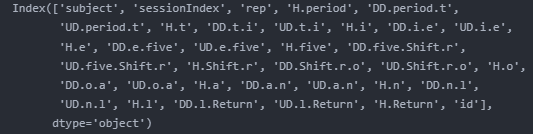 Index(['subject', 'sessionIndex', 'rep', 'H.period', 'DD.period.t',
'UD.period.t', 'H.t', 'DD.t.i', 'UD.t.i', 'H.i', 'DD.i.e', 'UD.i.e',
'H.e', 'DD.e.five', 'UD.e.five', 'H.five', 'DD.five.Shift.r',
'UD.five.Shift.r', 'H.Shift.r', 'DD.Shift.r.o', 'UD.Shift.r.o', 'H.o',
'DD.o.a', 'UD.o.a', 'H.a', 'DD.a.n', 'UD.a.n', 'H.n', 'DD.n.l',
'UD.n.l', 'H.l', 'DD.l.Return', 'UD.l.Return', 'H.Return', 'id'],
dtype='object')